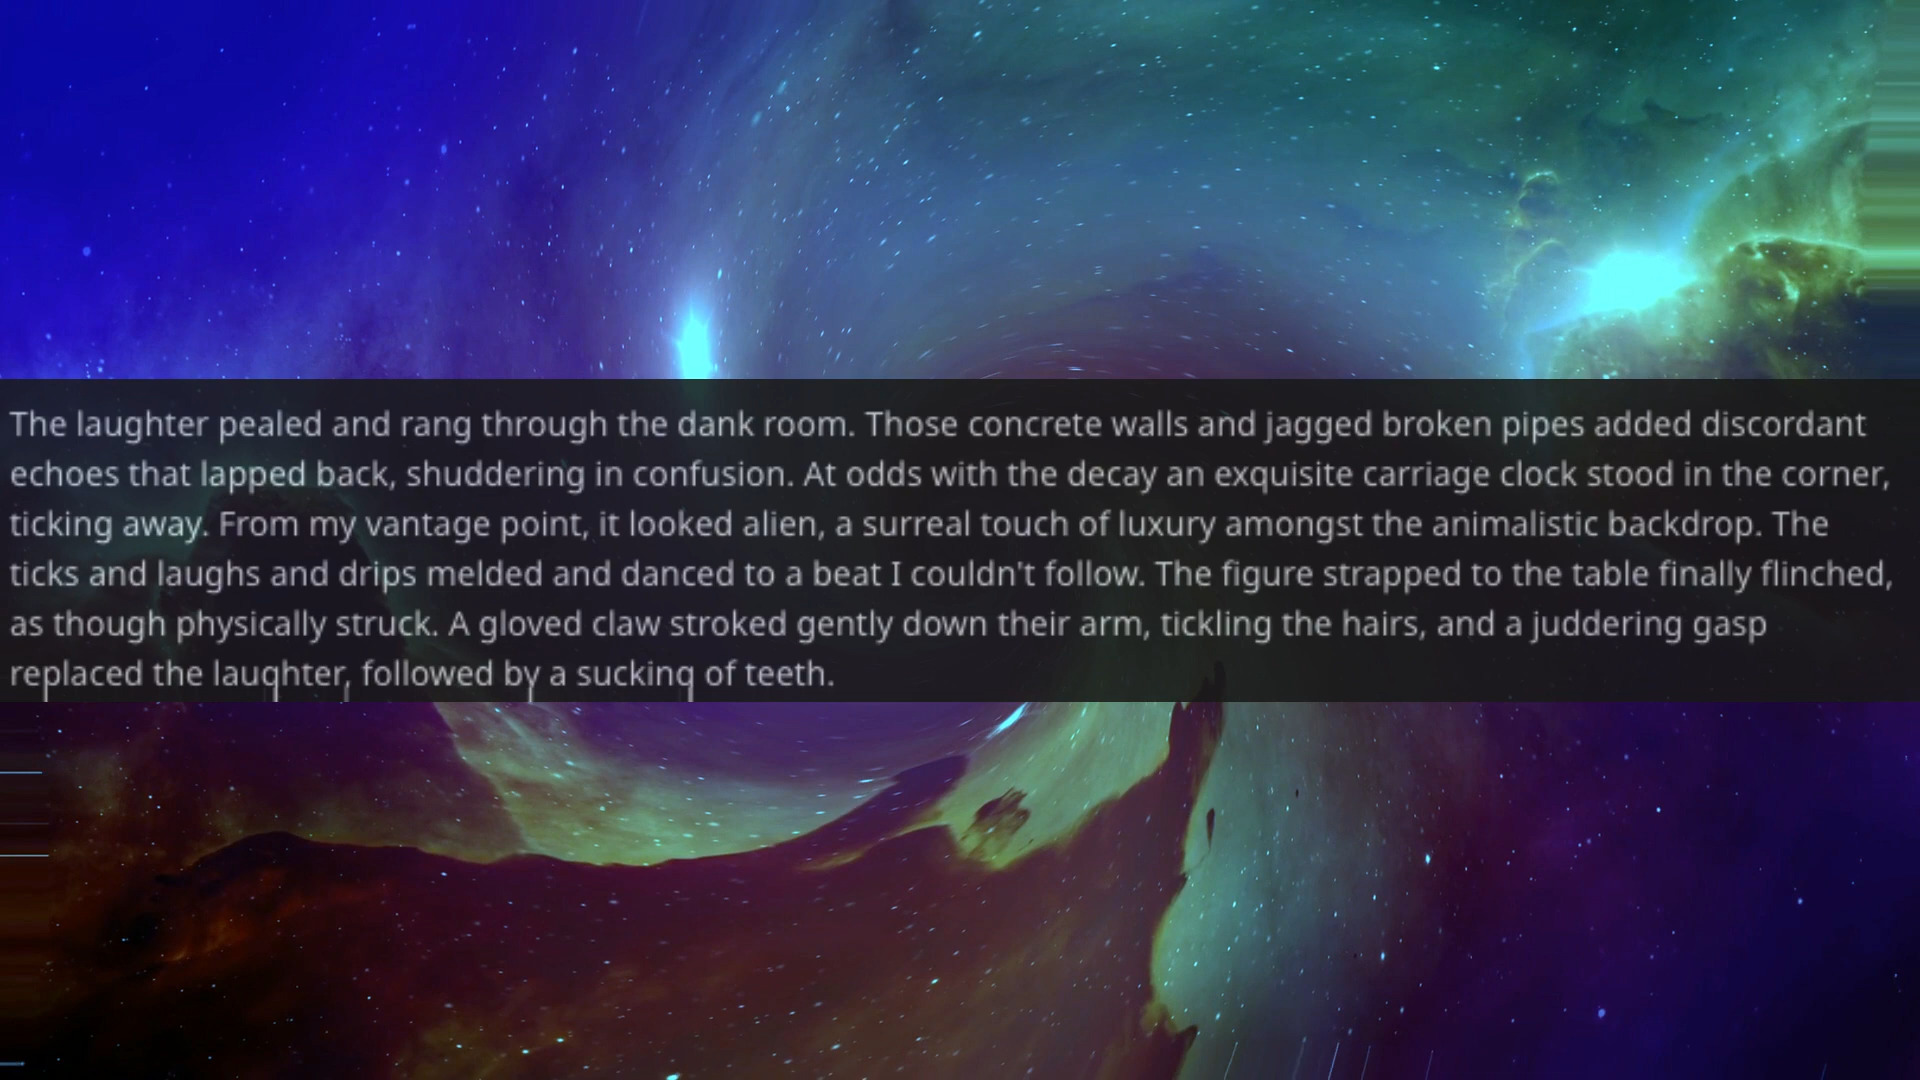 The laughter pealed and rang through the dank room. Those concrete walls and jagged broken pipes added discordant
echoes that lapped back, shuddering in confusion. At odds with the decay an exquisite carriage clock stood in the corner,
ticking away. From my vantage point, it looked alien, a surreal touch of luxury amongst the animalistic backdrop. The
ticks and laughs and drips melded and danced to a beat I couldn't follow. The figure strapped to the table finally flinched,
as though physically struck. A gloved claw stroked gently down their arm, tickling the hairs, and a juddering gasp
replaced the laughter, followed by a sucking of teeth.